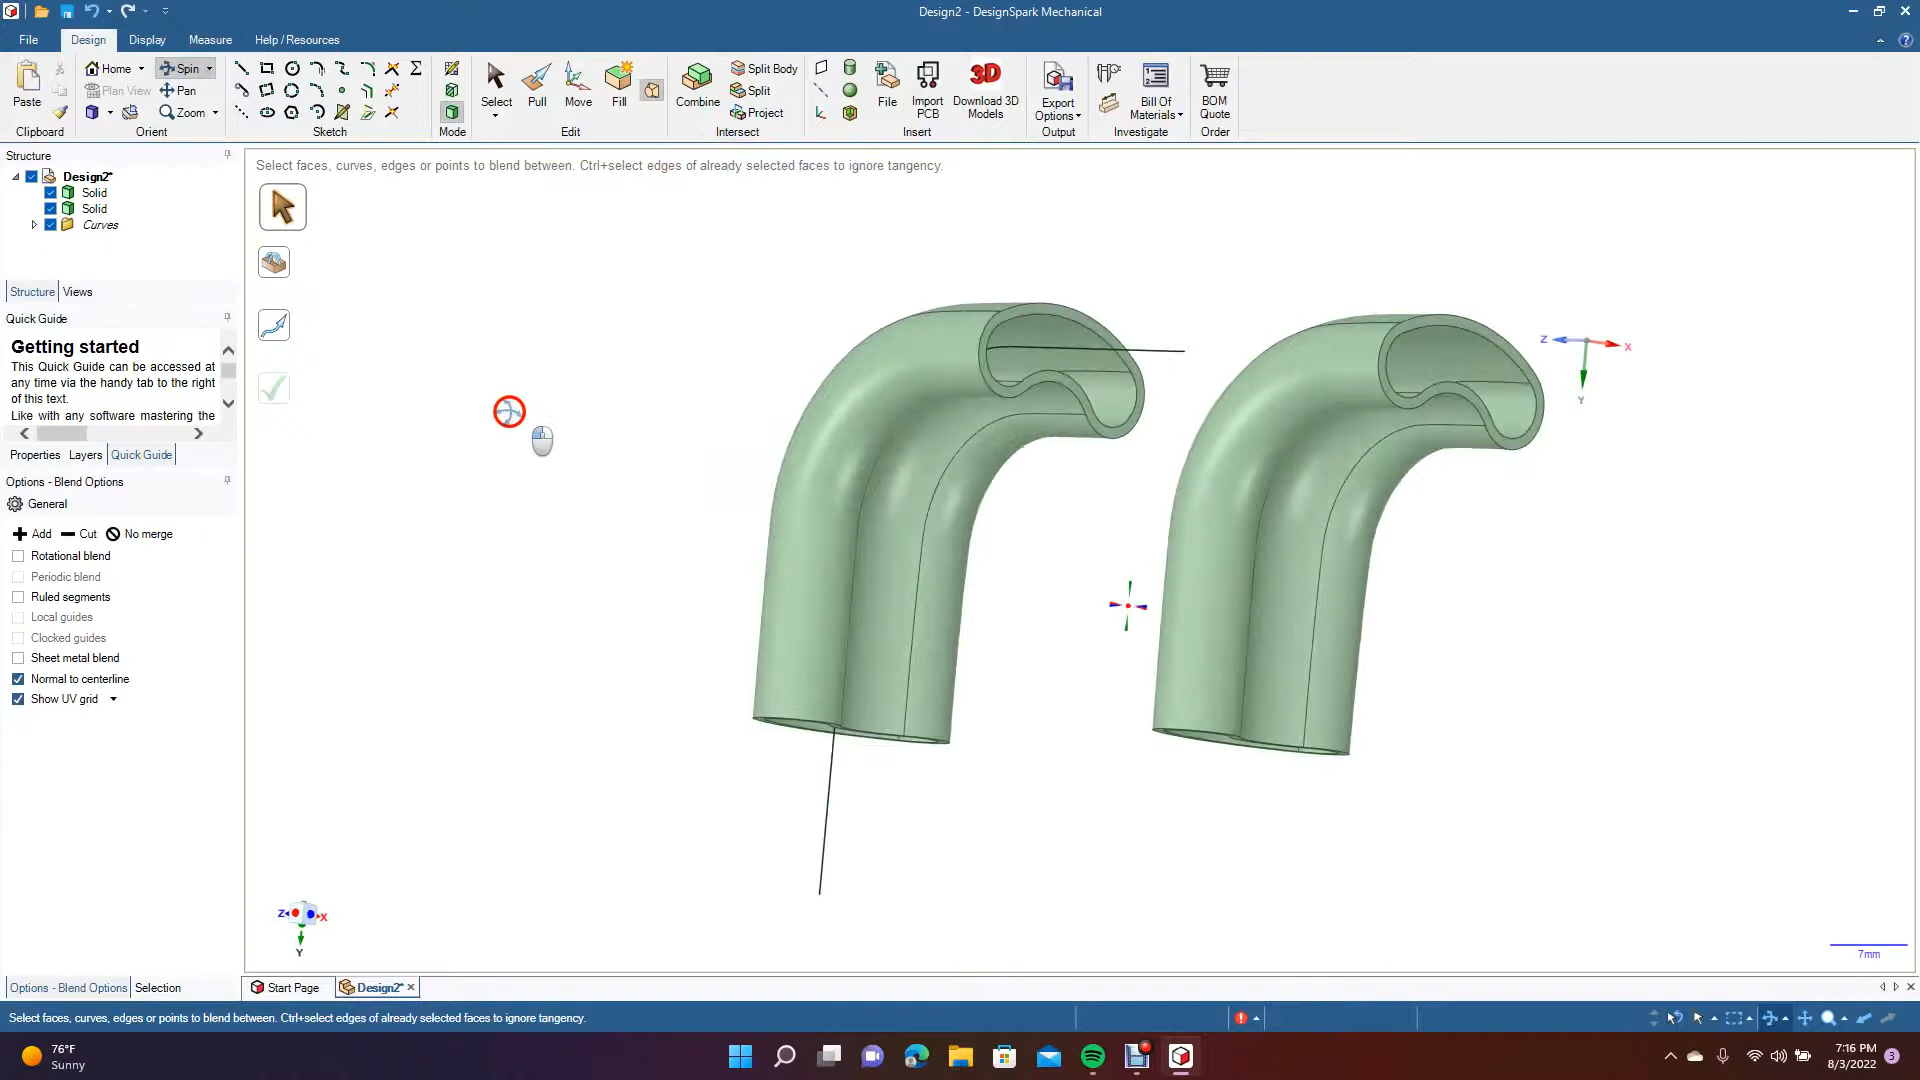 Design2 - DesignSpark Mechanical
File Design Display Measure Help / Resources
Paste
Home Spin
Plan View Pan
Zoom
Select Pull Move Fill
Combine
Split Body
Split
Project
File
Import PCB
Download 3D Models
3D
Export Options
Bill Of Materials
BOM Quote
Clipboard Orient Sketch Mode Edit Intersect Insert Output Investigate Order
Structure
Design2*
Solid
Solid
Curves
Structure Views
Quick Guide
Getting started
This Quick Guide can be accessed at
any time via the handy tab to the right
of this text.
Like with any software mastering the
Properties Layers Quick Guide
Options - Blend Options
General
Add Cut No merge
Rotational blend
Periodic blend
Ruled segments
Local guides
Clocked guides
Sheet metal blend
Normal to centerline
Show UV grid
Options - Blend Options Selection
Select faces, curves, edges or points to blend between. Ctrl+select edges of already selected faces to ignore tangency.
Z X
Y
Z X
Y
7mm
Start Page Design2*
Select faces, curves, edges or points to blend between. Ctrl+select edges of already selected faces to ignore tangency.
76°F
Sunny
7:16 PM
8/3/2022
3